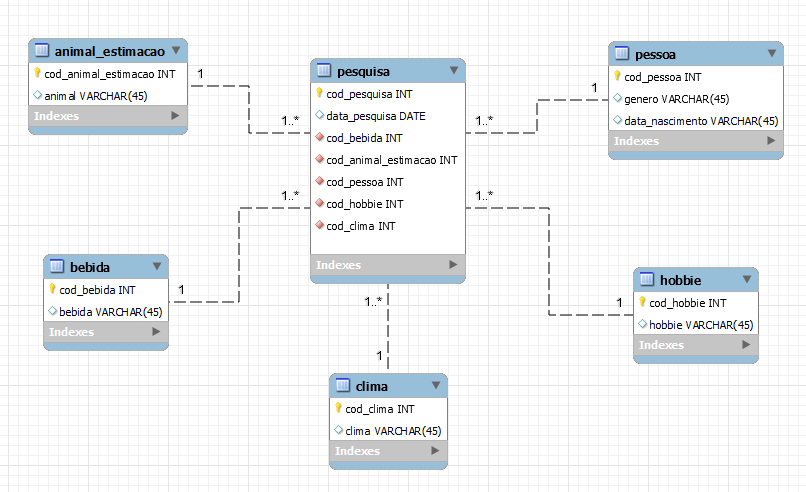 animal_estimacao
cod_animal_estimacao INT
animal VARCHAR(45)
Indexes
1
1..*
pesquisa
cod_pesquisa INT
data_pesquisa DATE
cod_bebida INT
cod_animal_estimacao INT
cod_pessoa INT
cod_hobbie INT
cod_clima INT
Indexes
pessoa
cod_pessoa INT
genero VARCHAR(45)
data_nascimento VARCHAR(45)
Indexes
1
1..*
bebida
cod_bebida INT
bebida VARCHAR(45)
Indexes
1
1..*
hobbie
cod_hobbie INT
hobbie VARCHAR(45)
Indexes
1
1..*
1..*
1
clima
cod_clima INT
clima VARCHAR(45)
Indexes